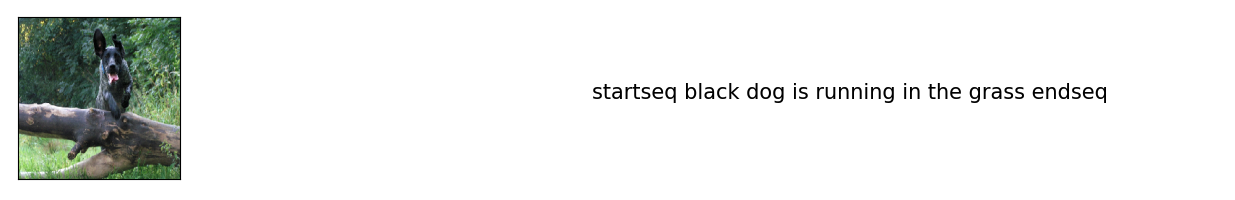 startseq black dog is running in the grass endseq